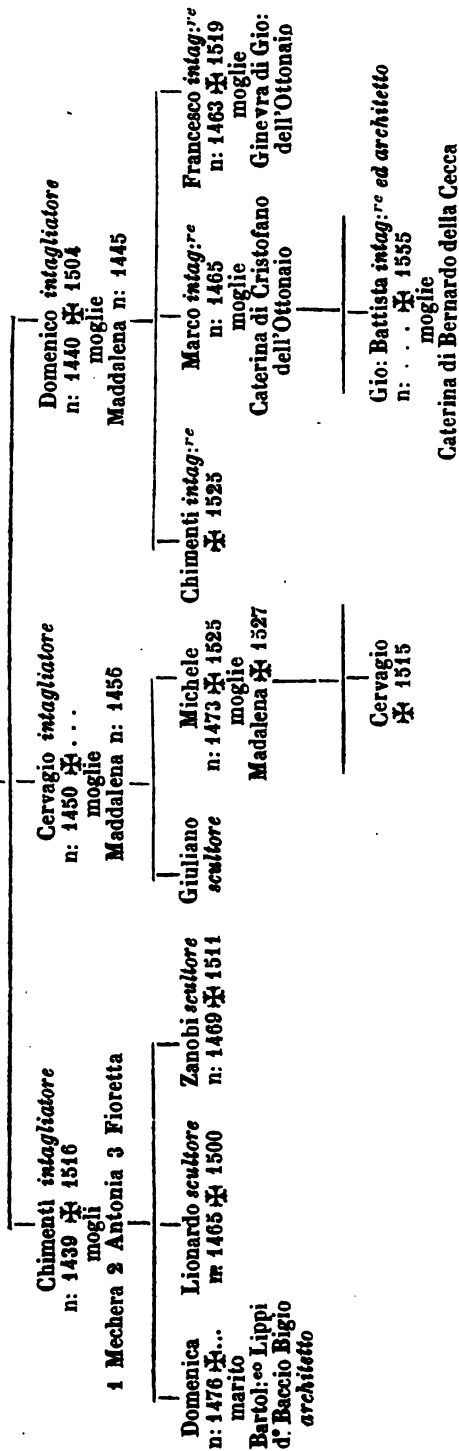 Chimenti intagliatore
n: 1439 ✠ 1516
mogli
1 Mechera 2 Antonia 3 Fioretta
Domenica
n: 1476 ✠...
marito
Bartol:eo Lippi
d.° Baccio Bigio
architetto
Lionardo scultore
n: 1465 ✠ 1500
Zanobi scultore
n: 1469 ✠ 1511
Cervagio intagliatore
n: 1450 ✠...
moglie
Maddalena n: 1456
Giuliano
scultore
Michele
n: 1473 ✠ 1525
moglie
Madalena ✠ 1527
Cervagio
✠ 1515
Domenico intagliatore
n: 1440 ✠ 1504
moglie
Maddalena n: 1445
Chimenti intag:re
✠ 1525
Marco intag:re
n: 1465
moglie
Caterina di Cristofano
dell'Ottonaio
Gio: Battista intag:re ed architetto
n: . . . ✠ 1555
moglie
Caterina di Bernardo della Cecca
Francesco intag:re
n: 1463 ✠ 1519
moglie
Ginevra di Gio:
dell'Ottonaio